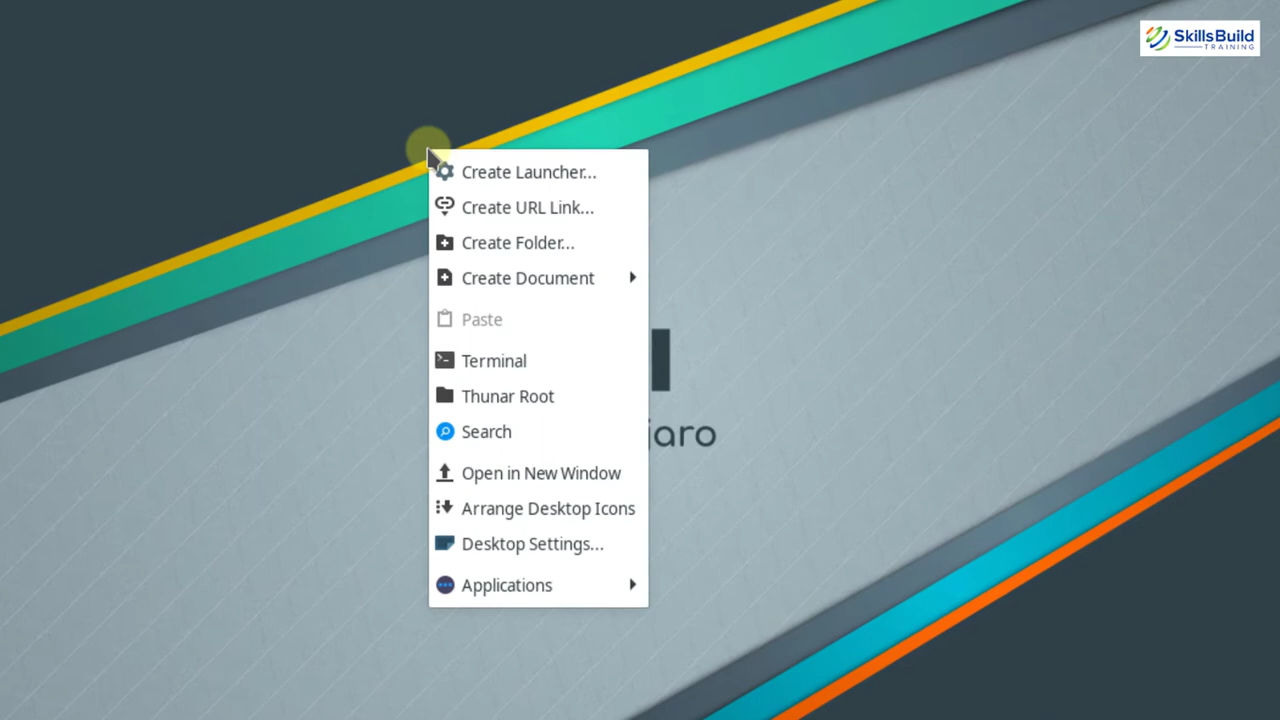 SkillsBuild
TRAINING
Create Launcher...
Create URL Link...
Create Folder...
Create Document
Paste
Terminal
Thunar Root
Search
Open in New Window
Arrange Desktop Icons
Desktop Settings...
Applications
jaro